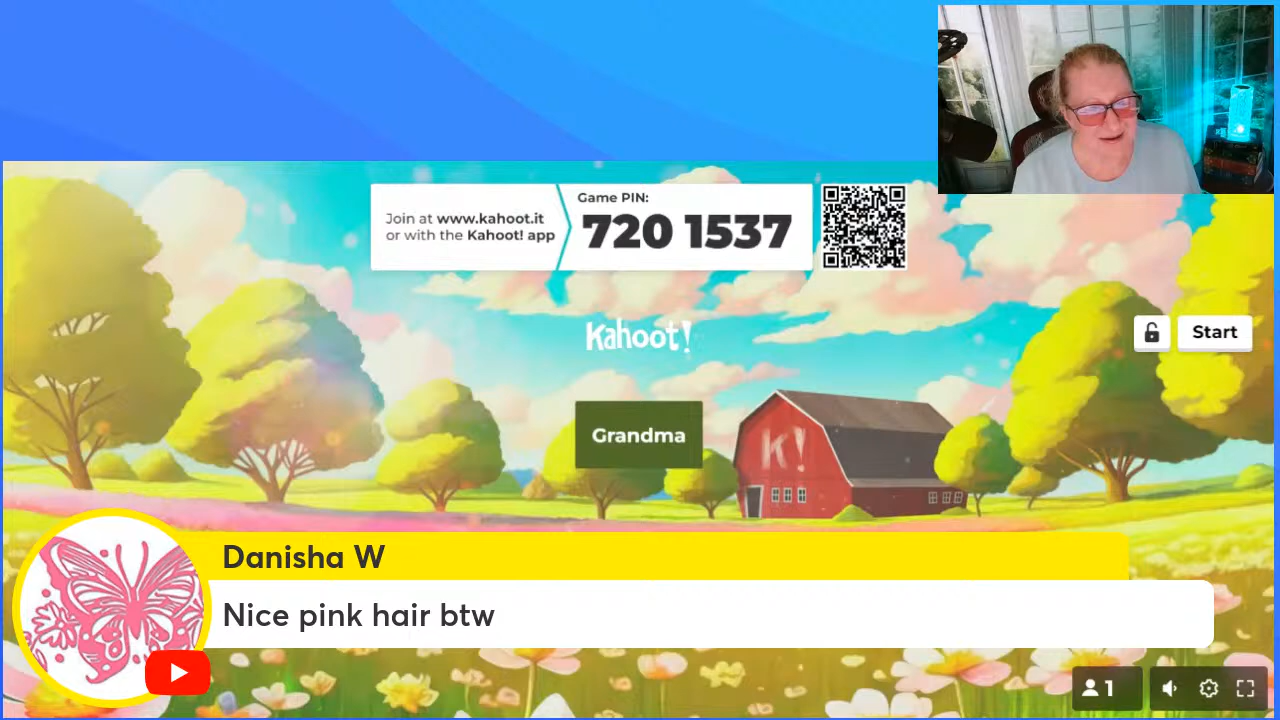 Join at www.kahoot.it
or with the Kahoot! app
Game PIN:
720 1537
Kahoot!
Start
Grandma
K!
Danisha W
Nice pink hair btw
1